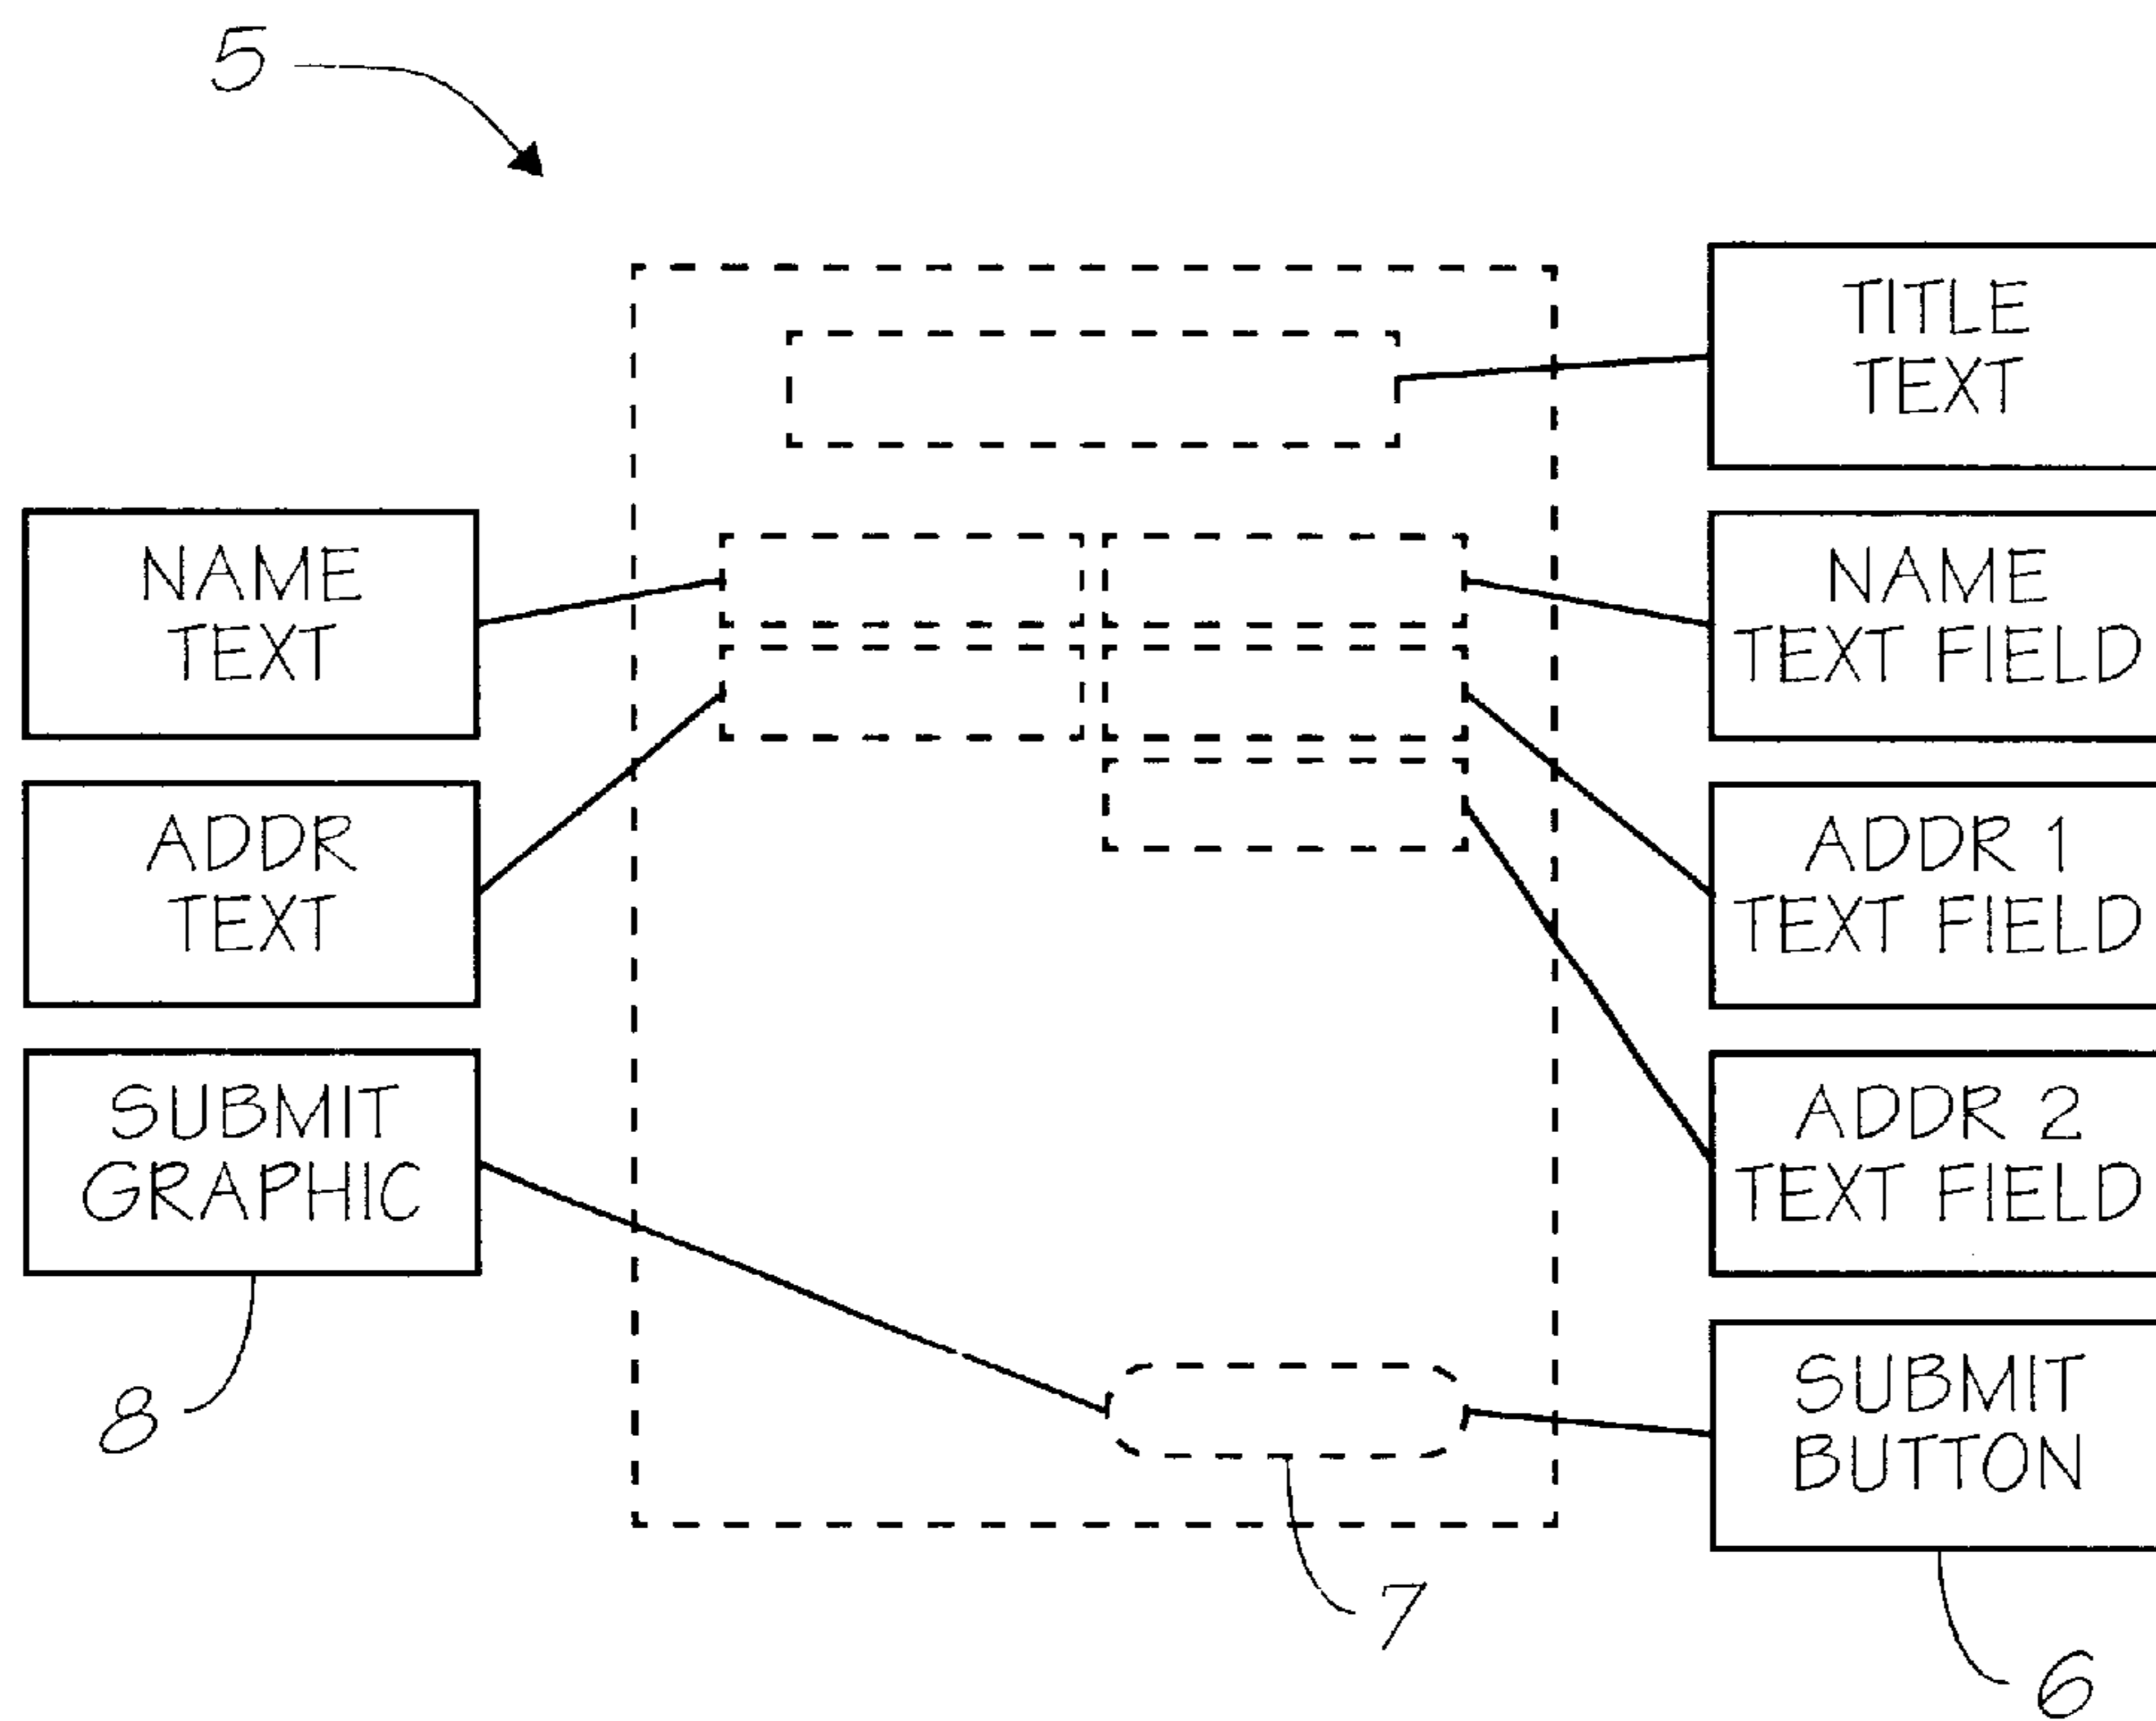 5
TITLE
TEXT
NAME
TEXT
NAME
TEXT FIELD
ADDR
TEXT
ADDR 1
TEXT FIELD
SUBMIT
GRAPHIC
ADDR 2
TEXT FIELD
SUBMIT
BUTTON
8
7
6